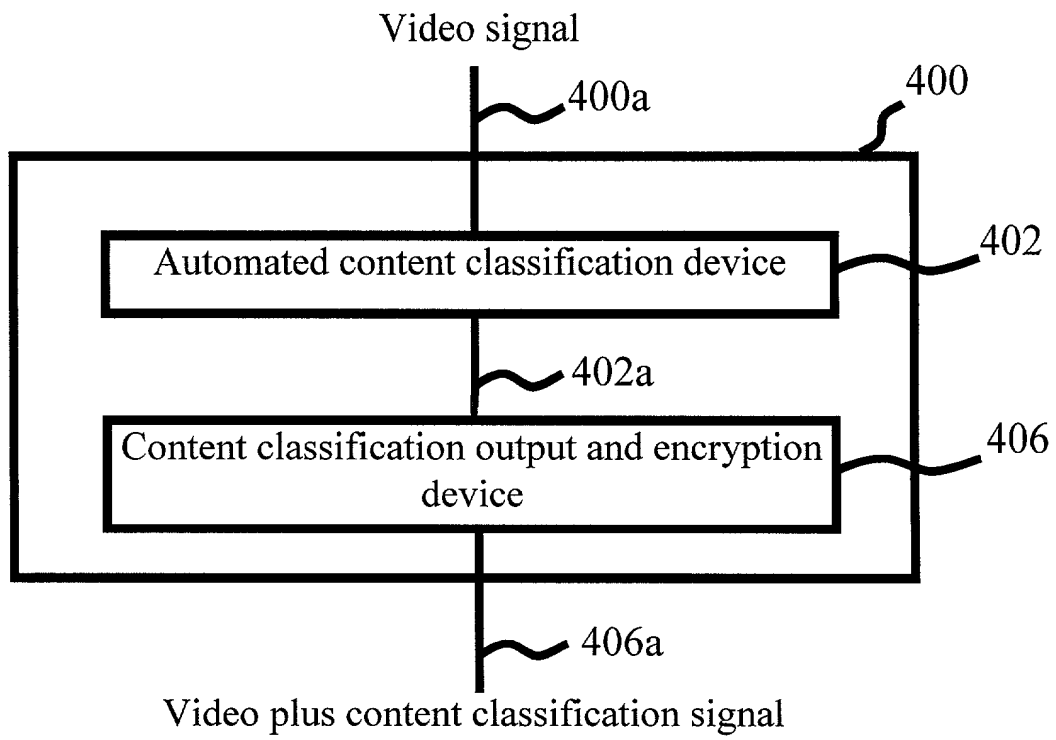 Video signal
400a
400
Automated content classification device
402
402a
Content classification output and encryption
device
406
406a
Video plus content classification signal